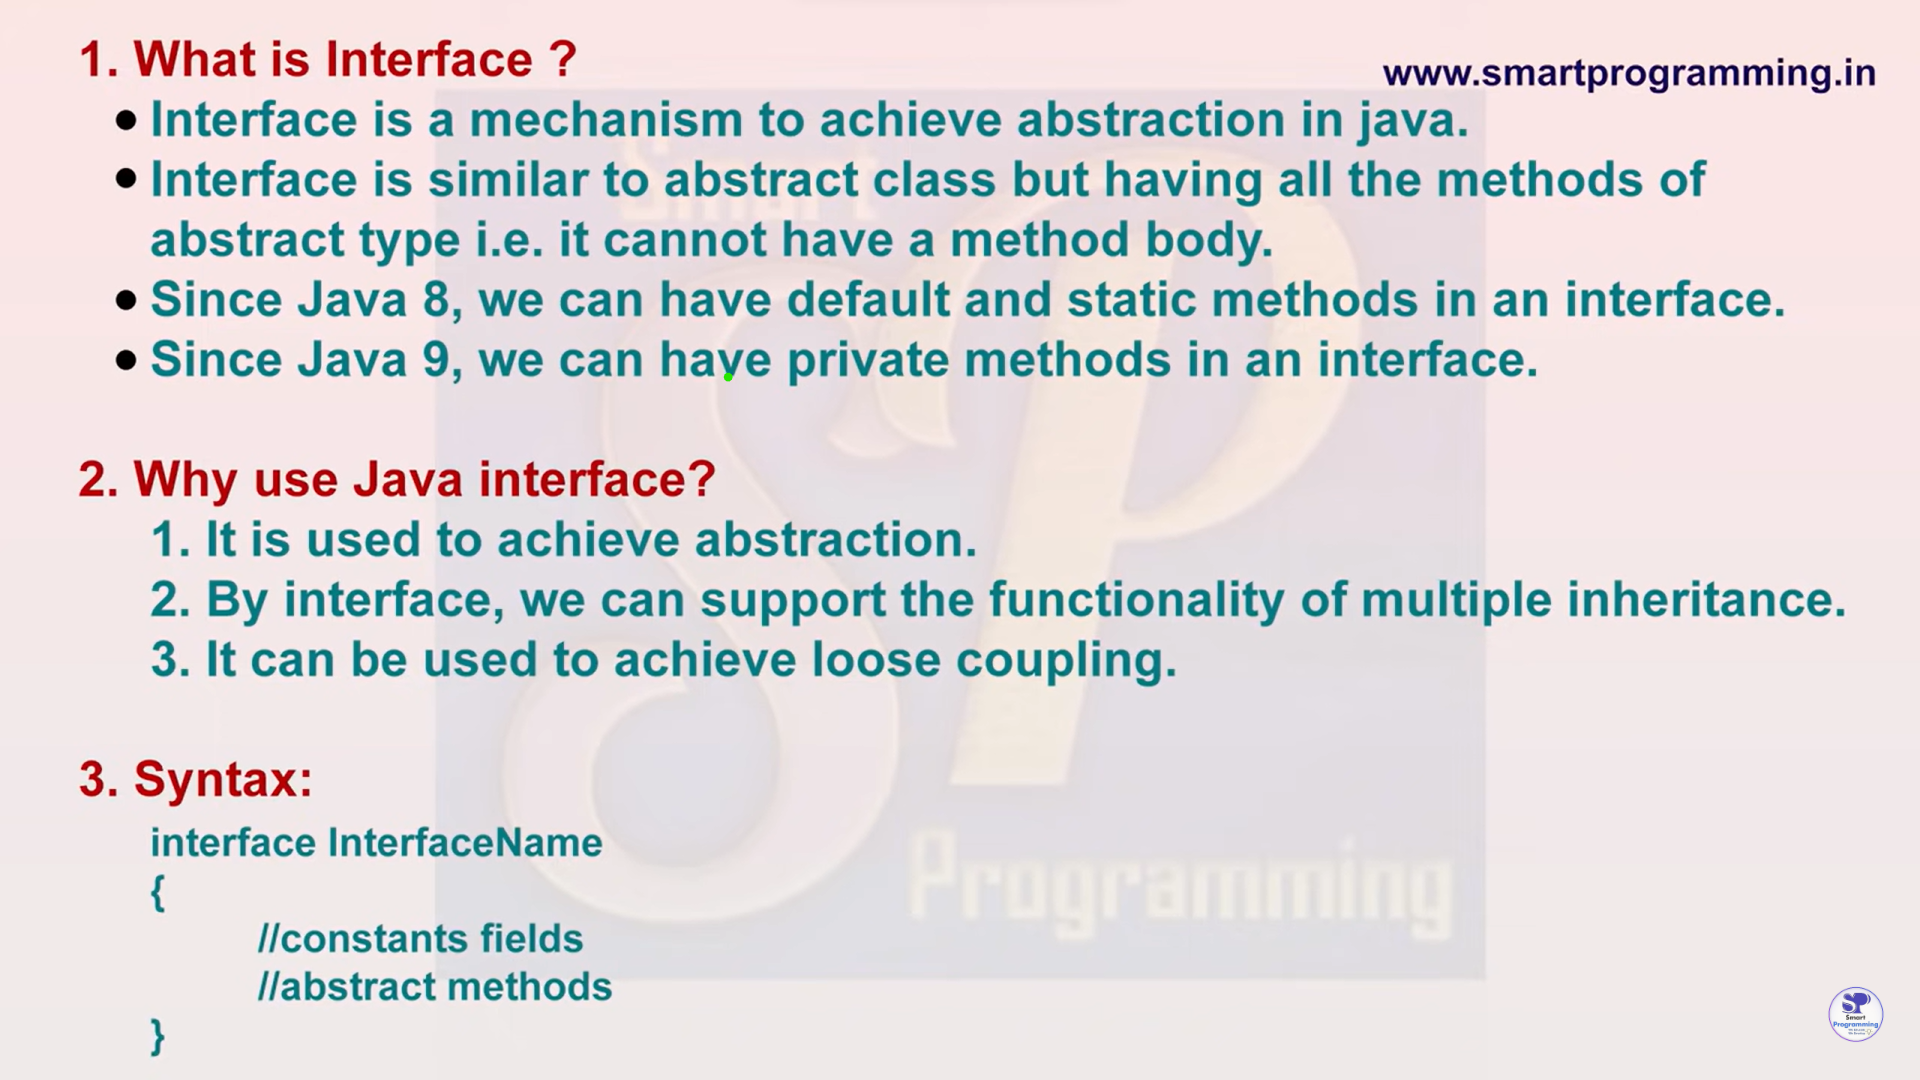 1. What is Interface ?
www.smartprogramming.in
● Interface is a mechanism to achieve abstraction in java.
● Interface is similar to abstract class but having all the methods of
abstract type i.e. it cannot have a method body.
● Since Java 8, we can have default and static methods in an interface.
● Since Java 9, we can have private methods in an interface.
2. Why use Java interface?
1. It is used to achieve abstraction.
2. By interface, we can support the functionality of multiple inheritance.
3. It can be used to achieve loose coupling.
3. Syntax:
interface InterfaceName
{
//constants fields
//abstract methods
}
Smart
SP
Programming
SP
Smart
Programming